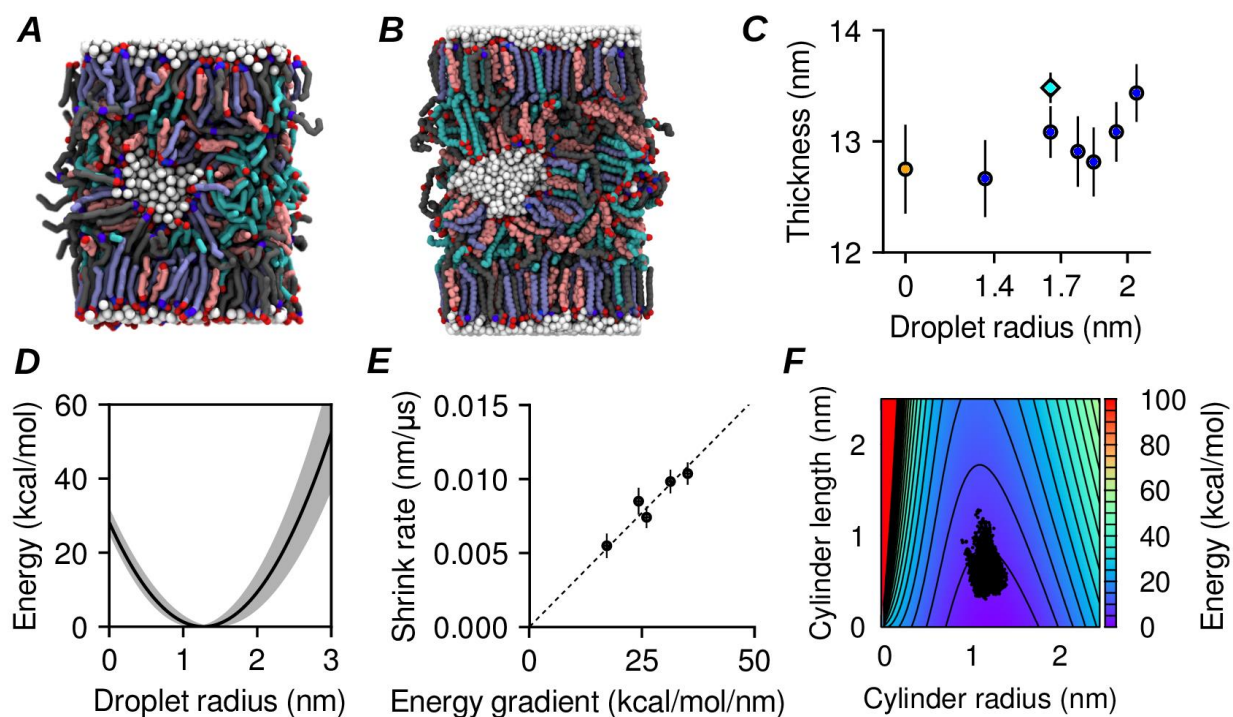 A
B
C
Thickness (nm)
14
13
12
0
1.4
1.7
2
Droplet radius (nm)
D
Energy (kcal/mol)
60
40
20
0
0
1
2
3
Droplet radius (nm)
E
Shrink rate (nm/µs)
0.015
0.010
0.005
0.000
0
25
50
Energy gradient (kcal/mol/nm)
F
Cylinder length (nm)
2
1
0
0
1
2
Cylinder radius (nm)
100
80
60
40
20
0
Energy (kcal/mol)